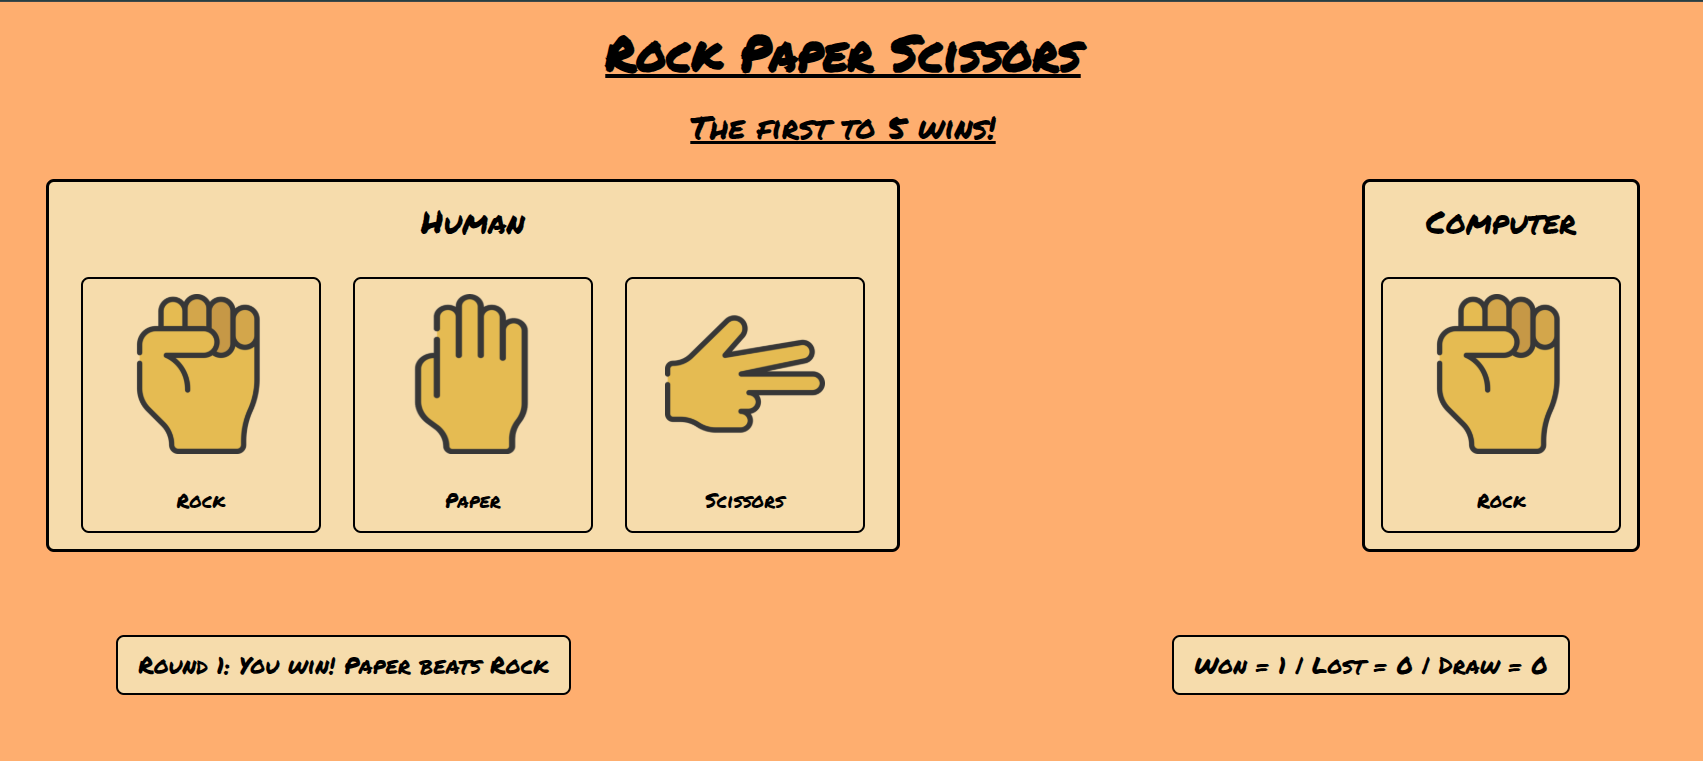 Rock Paper Scissors
The first to 5 wins!
Human
Computer
Rock
Paper
Scissors
Rock
Round 1: You win! Paper beats Rock
Won = 1 | Lost = 0 | Draw = 0